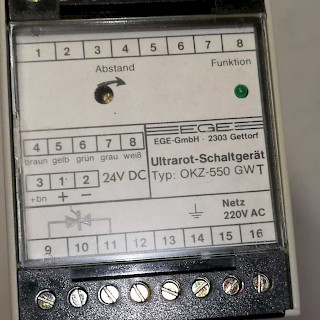 1 2 3 4 5 6 7 8
Abstand Funktion
EGE
EGE-GmbH - 2303 Gettorf
4 5 6 7 8
braun gelb grün grau weiß
Ultrarot-Schaltgerät
3 1 2 24V DC
Typ: OKZ-550 GWT
+bn + −
Netz
220V AC
9 10 11 12 13 14 15 16